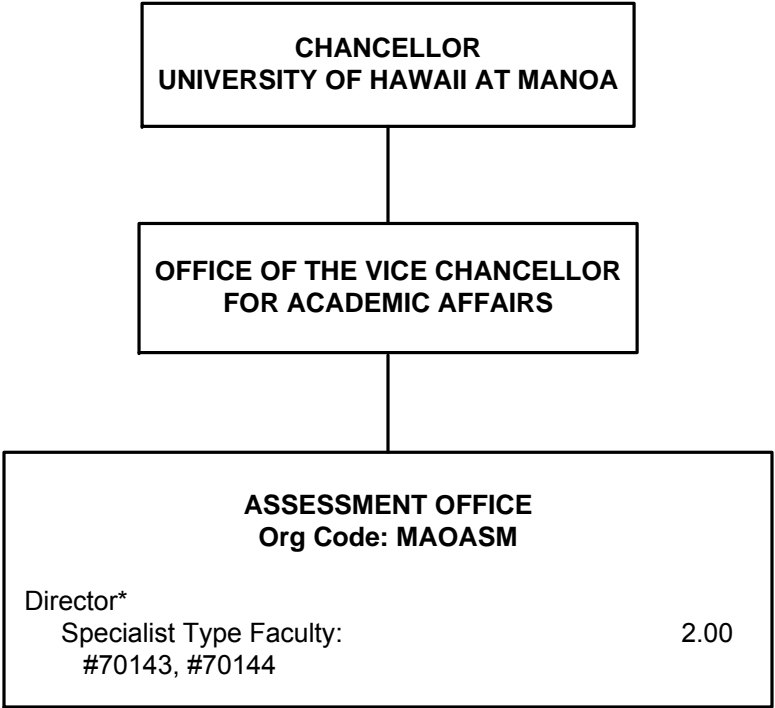 CHANCELLOR
UNIVERSITY OF HAWAII AT MANOA
OFFICE OF THE VICE CHANCELLOR
FOR ACADEMIC AFFAIRS
ASSESSMENT OFFICE
Org Code: MAOASM
Director*
Specialist Type Faculty: 2.00
#70143, #70144